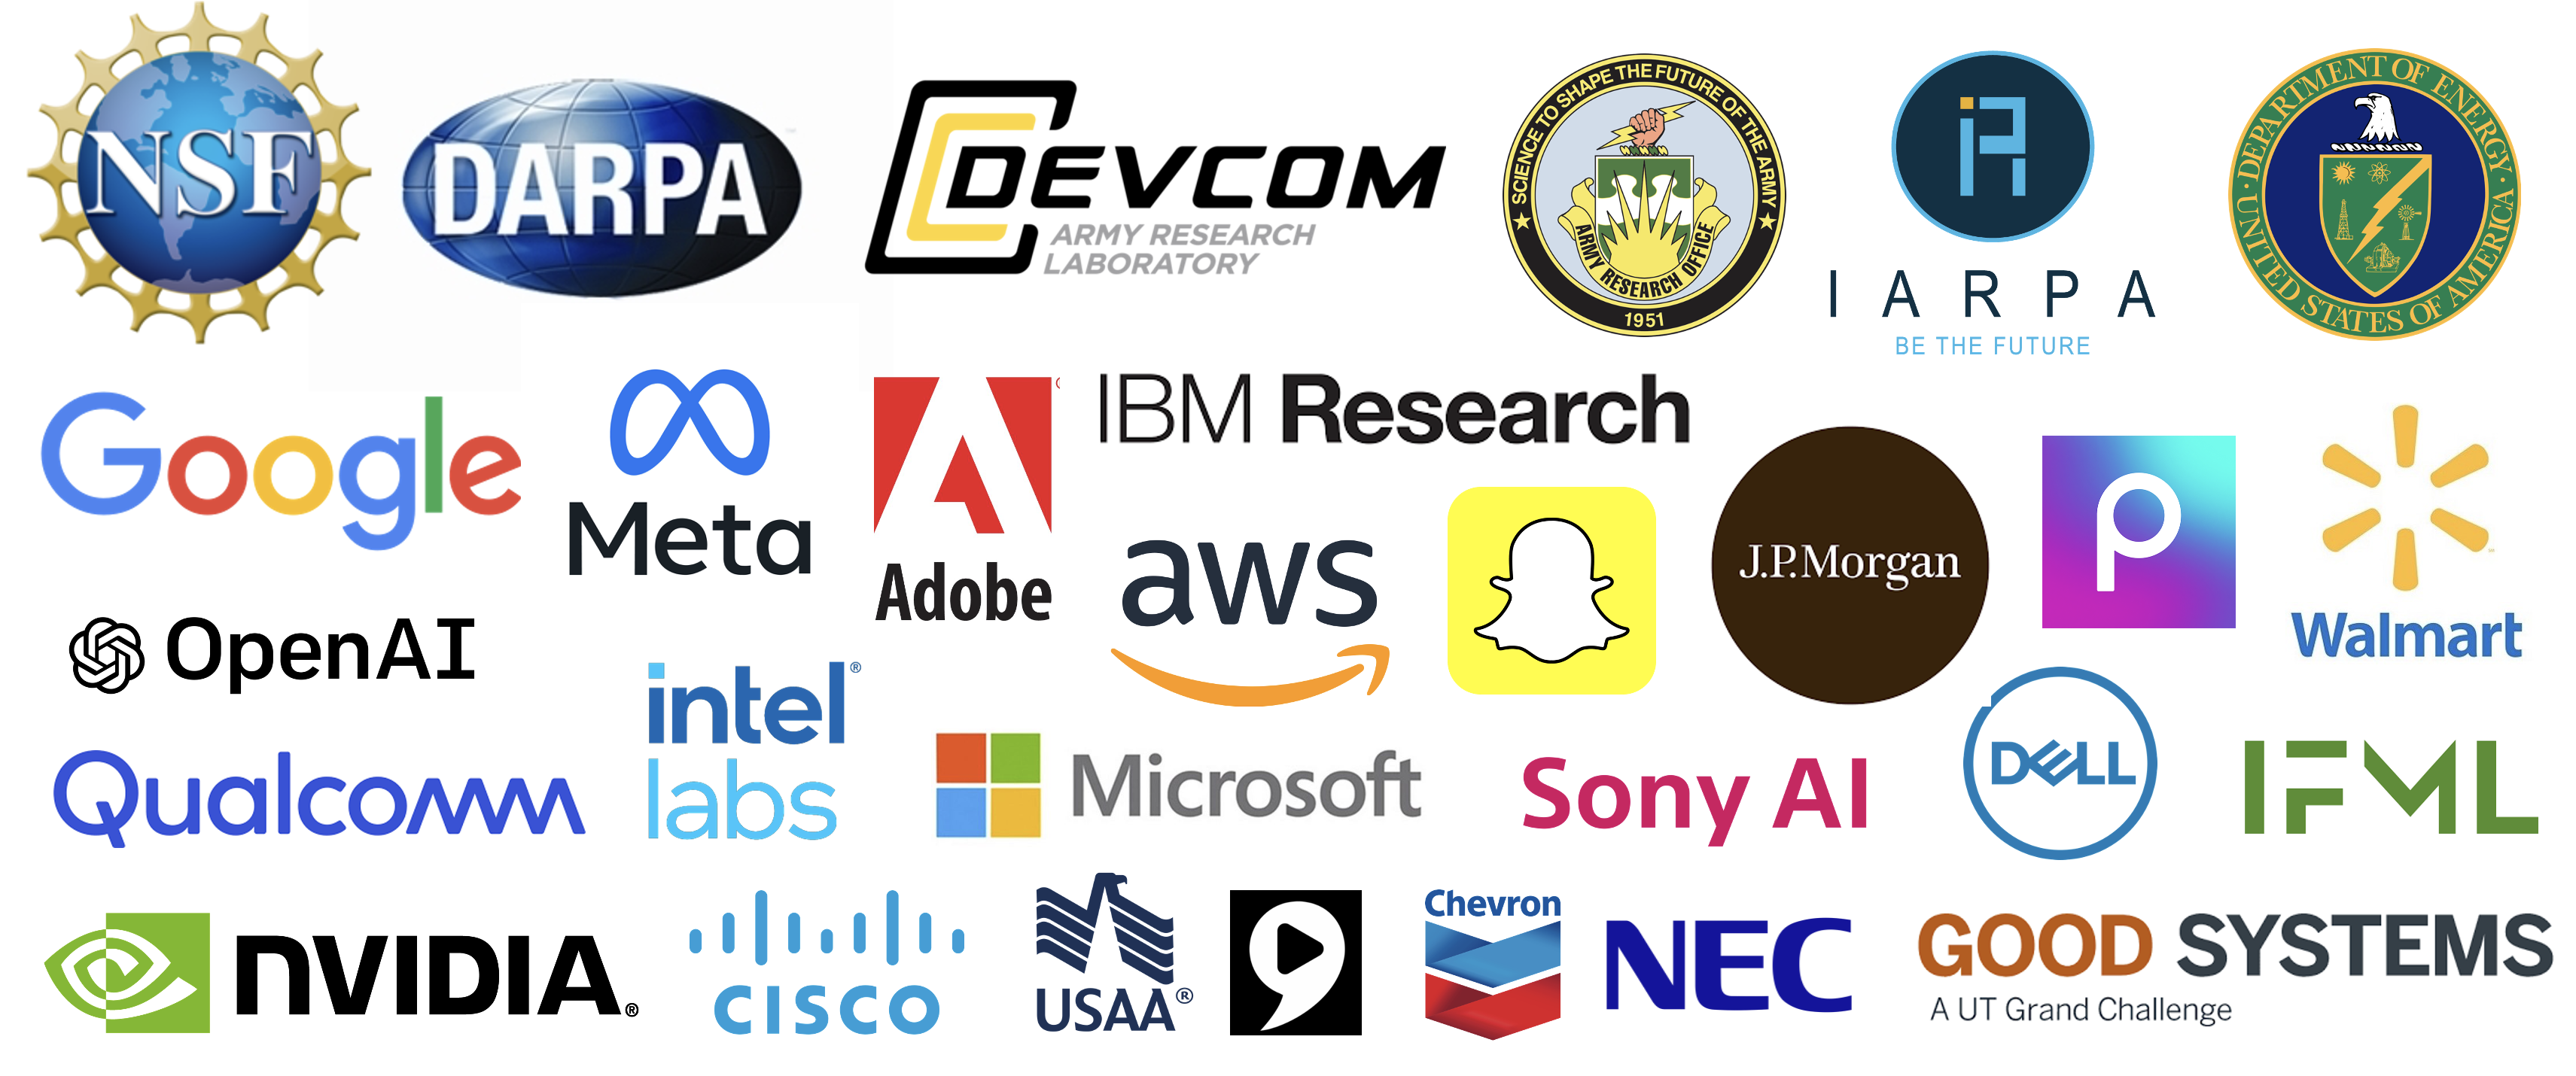 NSF
DARPA
DEVCOM
ARMY RESEARCH
LABORATORY
SCIENCE TO SHAPE THE FUTURE OF THE ARMY
ARMY RESEARCH OFFICE
1951
IARPA
BE THE FUTURE
DEPARTMENT OF ENERGY
UNITED STATES OF AMERICA
Google
Meta
Adobe
IBM Research
aws
J.P.Morgan
Walmart
OpenAI
intel®
labs
Qualcomm
Microsoft
Sony AI
DELL
IFML
NVIDIA®
CISCO
USAA®
Chevron
NEC
GOOD SYSTEMS
A UT Grand Challenge